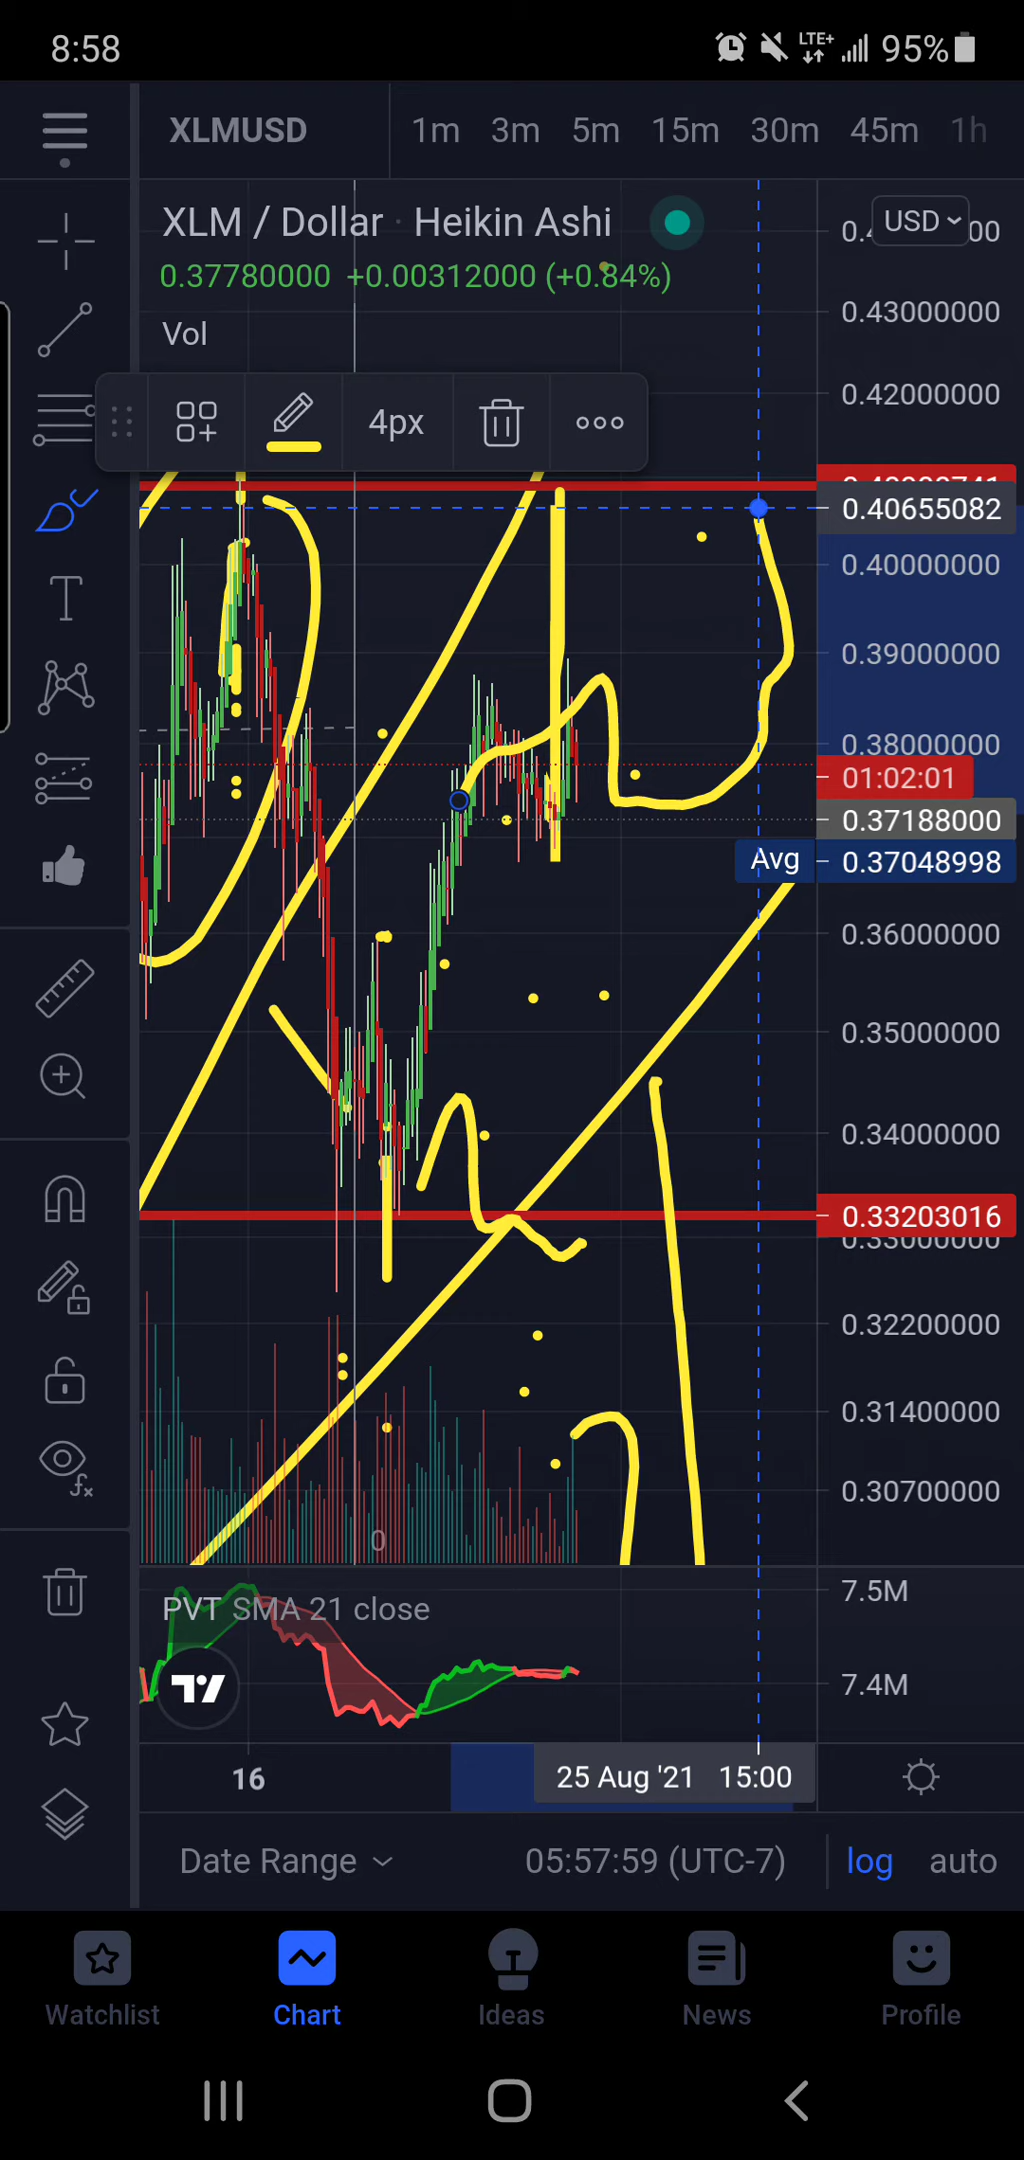 8:58 LTE+ 95%
XLMUSD 1m 3m 5m 15m 30m 45m 1h
XLM / Dollar · Heikin Ashi
USD
0.37780000 +0.00312000 (+0.84%)
0.43000000
Vol
0.42000000
4px
0.40655082
0.40000000
0.39000000
0.38000000
01:02:01
0.37188000
Avg 0.37048998
0.36000000
0.35000000
0.34000000
0.33203016
0.33000000
0.32200000
0.31400000
0.30700000
0
7.5M
PVT SMA 21 close
7.4M
16 25 Aug '21 15:00
Date Range 05:57:59 (UTC-7) log auto
Watchlist Chart Ideas News Profile